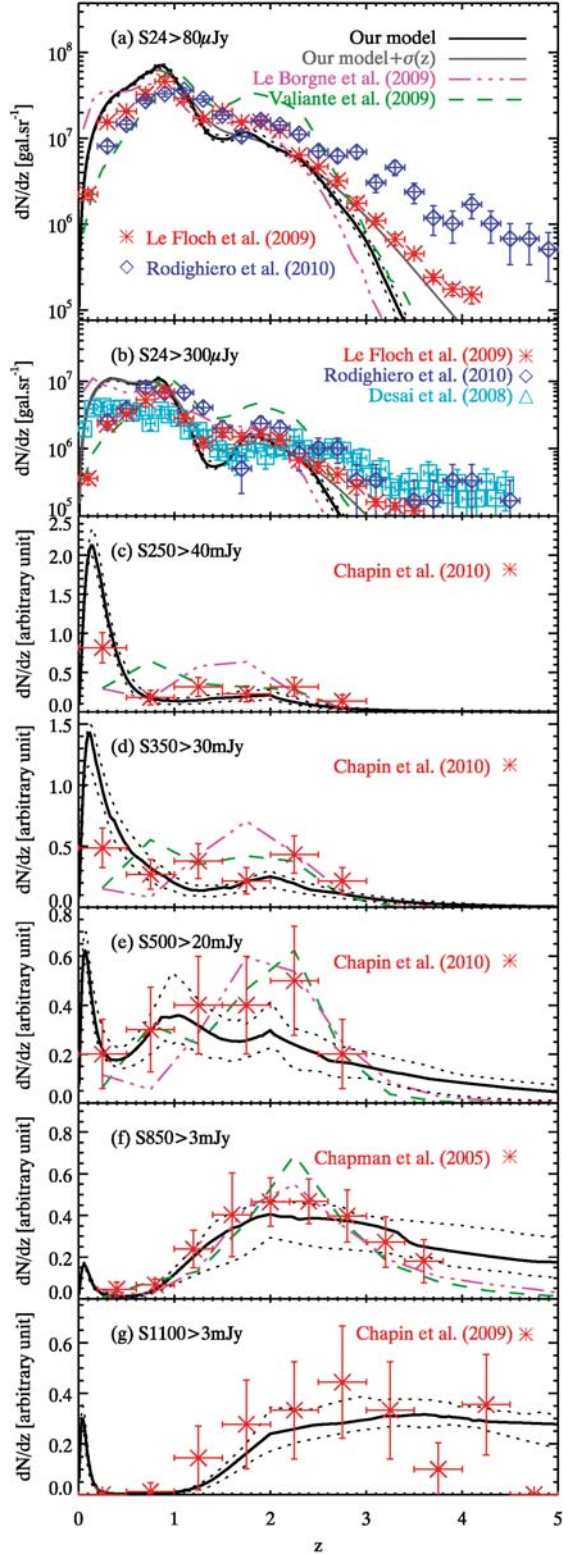 (a) S24>80μJy
Our model
Our model+σ(z)
Le Borgne et al. (2009)
Valiante et al. (2009)
10⁸
10⁷
10⁶
10⁵
dN/dz [gal.sr⁻¹]
Le Floch et al. (2009)
Rodighiero et al. (2010)
(b) S24>300μJy
Le Floch et al. (2009)
Rodighiero et al. (2010)
Desai et al. (2008)
10⁷
10⁶
10⁵
dN/dz [gal.sr⁻¹]
(c) S250>40mJy
Chapin et al. (2010)
2.5
2.0
1.5
1.0
0.5
0.0
dN/dz [arbitrary unit]
(d) S350>30mJy
Chapin et al. (2010)
1.5
1.0
0.5
0.0
dN/dz [arbitrary unit]
(e) S500>20mJy
Chapin et al. (2010)
0.8
0.6
0.4
0.2
0.0
dN/dz [arbitrary unit]
(f) S850>3mJy
Chapman et al. (2005)
0.8
0.6
0.4
0.2
0.0
dN/dz [arbitrary unit]
(g) S1100>3mJy
Chapin et al. (2009)
0.8
0.6
0.4
0.2
0.0
dN/dz [arbitrary unit]
0 1 2 3 4 5
z